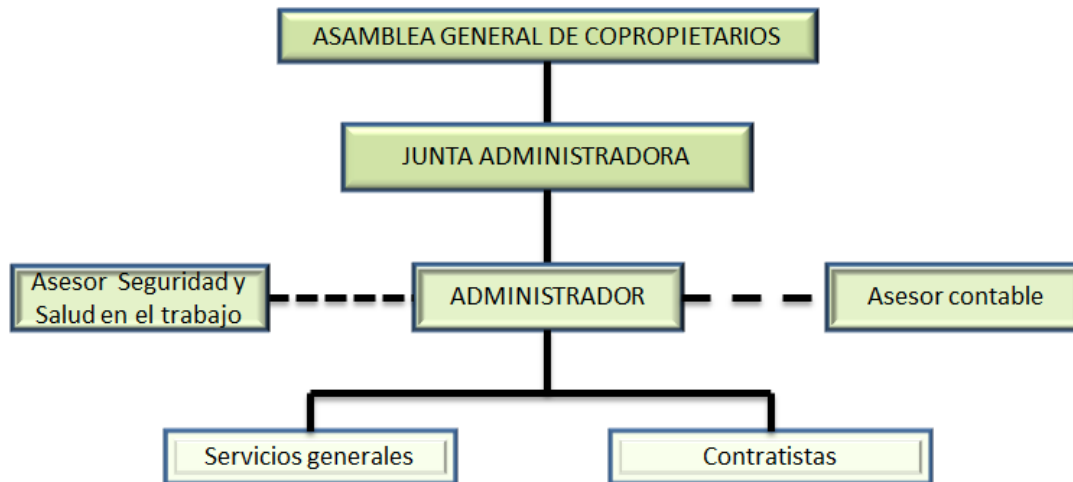 ASAMBLEA GENERAL DE COPROPIETARIOS
JUNTA ADMINISTRADORA
Asesor Seguridad y
Salud en el trabajo
ADMINISTRADOR
Asesor contable
Servicios generales
Contratistas